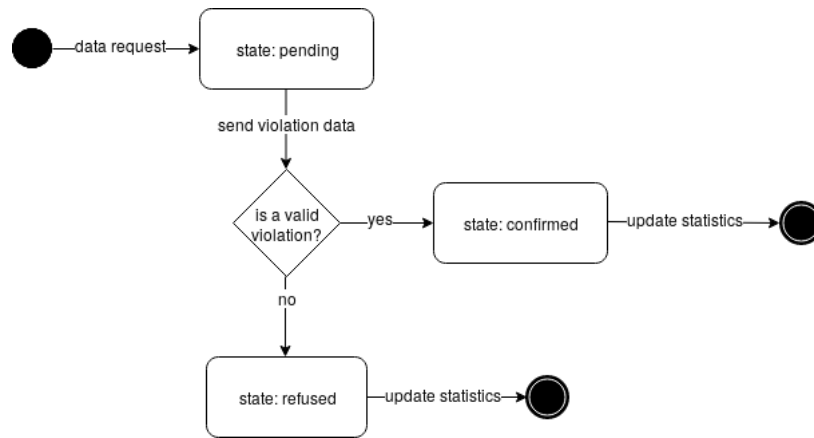 data request
state: pending
send violation data
is a valid
violation?
yes
state: confirmed
update statistics
no
state: refused
update statistics